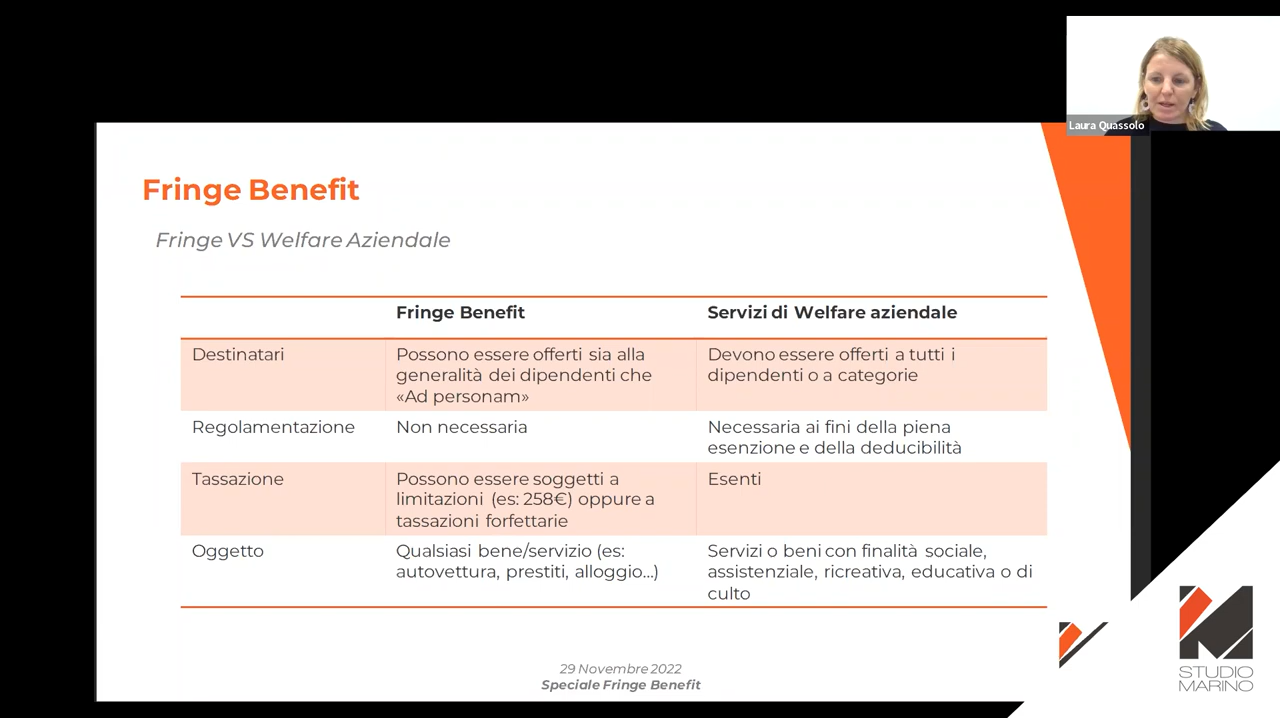 Laura Quassolo
Fringe Benefit
Fringe VS Welfare Aziendale
Fringe Benefit
Servizi di Welfare aziendale
Destinatari
Possono essere offerti sia alla
generalità dei dipendenti che
«Ad personam»
Devono essere offerti a tutti i
dipendenti o a categorie
Regolamentazione
Non necessaria
Necessaria ai fini della piena
esenzione e della deducibilità
Tassazione
Possono essere soggetti a
limitazioni (es: 258€) oppure a
tassazioni forfettarie
Esenti
Oggetto
Qualsiasi bene/servizio (es:
autovettura, prestiti, alloggio...)
Servizi o beni con finalità sociale,
assistenziale, ricreativa, educativa o di
culto
29 Novembre 2022
Speciale Fringe Benefit
STUDIO
MARINO